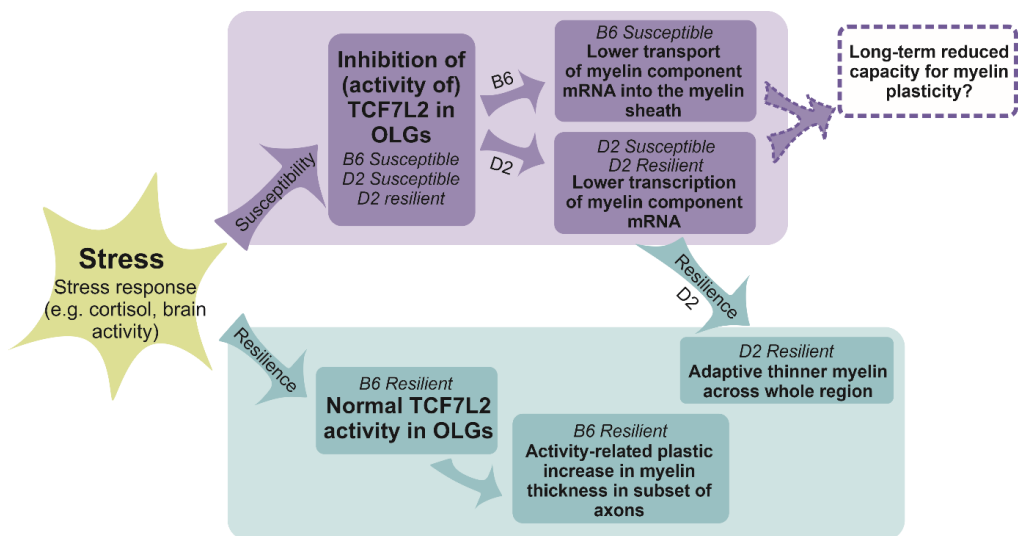 Stress
Stress response
(e.g. cortisol, brain
activity)
Susceptibility
Inhibition of
(activity of)
TCF7L2 in
OLGs
B6 Susceptible
D2 Susceptible
D2 resilient
B6
D2
B6 Susceptible
Lower transport
of myelin component
mRNA into the myelin
sheath
D2 Susceptible
D2 Resilient
Lower transcription
of myelin component
mRNA
Long-term reduced
capacity for myelin
plasticity?
Resilience
D2
D2 Resilient
Adaptive thinner myelin
across whole region
Resilience
B6 Resilient
Normal TCF7L2
activity in OLGs
B6 Resilient
Activity-related plastic
increase in myelin
thickness in subset of
axons